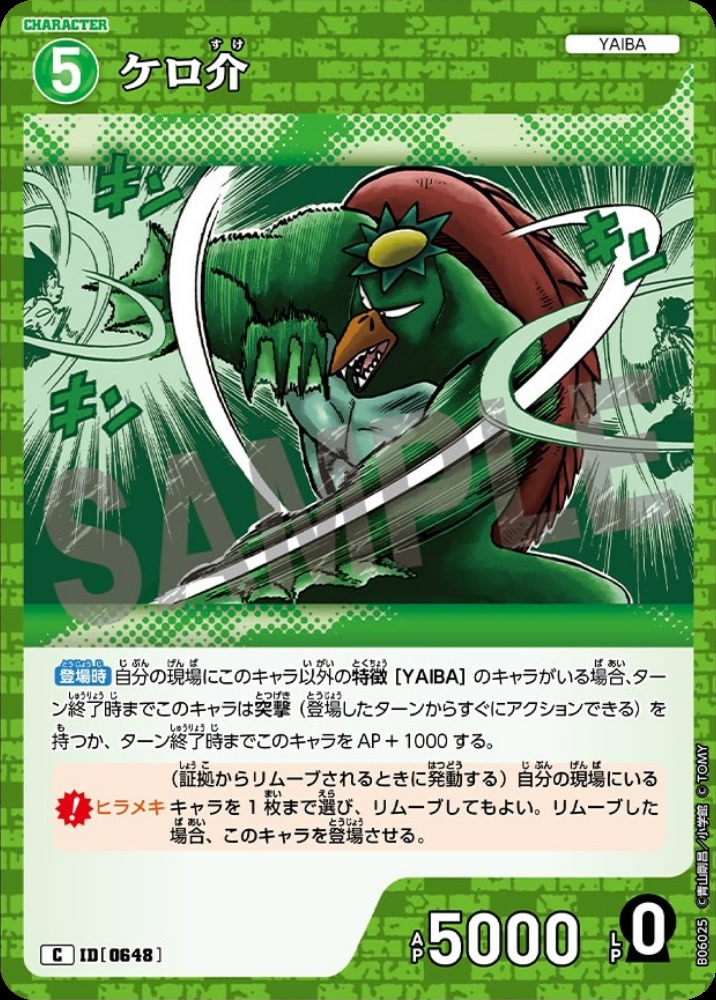 CHARACTER
5
ケロ介
すけ
YAIBA
キン
キン
キン
SAMPLE
登場時 自分の現場にこのキャラ以外の特徴［YAIBA］のキャラがいる場合、ター
ン終了時までこのキャラは突撃（登場したターンからすぐにアクションできる）を
持つか、ターン終了時までこのキャラをAP＋1000する。
ヒラメキ （証拠からリムーブされるときに発動する）自分の現場にいる
キャラを1枚まで選び、リムーブしてもよい。リムーブした
場合、このキャラを登場させる。
C ID[0648]
AP 5000
LP 0
B06025 ©青山剛昌／小学館 © TOMY